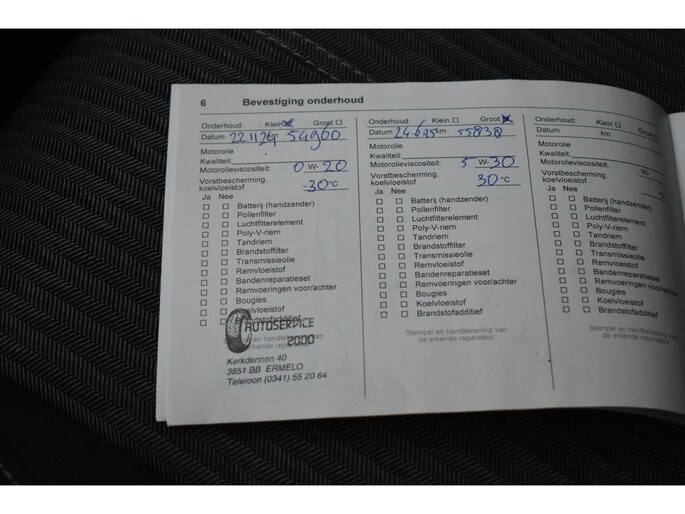 6 Bevestiging onderhoud
Onderhoud: Klein ☒ Groot ☐
Datum 22 11 24 km 54900
Motorolie
Kwaliteit:
Motorolieviscositeit: 0 W- 20
Vorstbescherming,
koelvloeistof -30 °C
Ja Nee
☐ ☐ Batterij (handzender)
☐ ☐ Pollenfilter
☐ ☐ Luchtfilterelement
☐ ☐ Poly-V-riem
☐ ☐ Tandriem
☐ ☐ Brandstoffilter
☐ ☐ Transmissieolie
☐ ☐ Remvloeistof
☐ ☐ Bandenreparatieset
☐ ☐ Remvoeringen voor/achter
☐ ☐ Bougies
☐ ☐ Koelvloeistof
☐ ☐ Brandstofadditief
AUTOSERVICE
2000
en handtekening van
Kerkdennen 40
3851 BB ERMELO
Telefoon (0341) 55 20 64
Onderhoud: Klein ☐ Groot ☒
Datum 24.6.25 km 55838
Motorolie
Kwaliteit:
Motorolieviscositeit: 5 W- 30
Vorstbescherming,
koelvloeistof 30 °C
Ja Nee
☐ ☐ Batterij (handzender)
☐ ☐ Pollenfilter
☐ ☐ Luchtfilterelement
☐ ☐ Poly-V-riem
☐ ☐ Tandriem
☐ ☐ Brandstoffilter
☐ ☐ Transmissieolie
☐ ☐ Remvloeistof
☐ ☐ Bandenreparatieset
☐ ☐ Remvoeringen voor/achter
☐ ☐ Bougies
☐ ☐ Koelvloeistof
☐ ☐ Brandstofadditief
Stempel en handtekening van
de erkende reparateur
Onderhoud: Klein ☐ Groot ☐
Datum km
Motorolie
Kwaliteit:
Motorolieviscositeit: W-
Vorstbescherming,
koelvloeistof °C
Ja Nee
☐ ☐ Batterij (handzender)
☐ ☐ Pollenfilter
☐ ☐ Luchtfilterelement
☐ ☐ Poly-V-riem
☐ ☐ Tandriem
☐ ☐ Brandstoffilter
☐ ☐ Transmissieolie
☐ ☐ Remvloeistof
☐ ☐ Bandenreparatieset
☐ ☐ Remvoeringen voor/achter
☐ ☐ Bougies
☐ ☐ Koelvloeistof
☐ ☐ Brandstofadditief
Stempel en handtekening van
de erkende reparateur